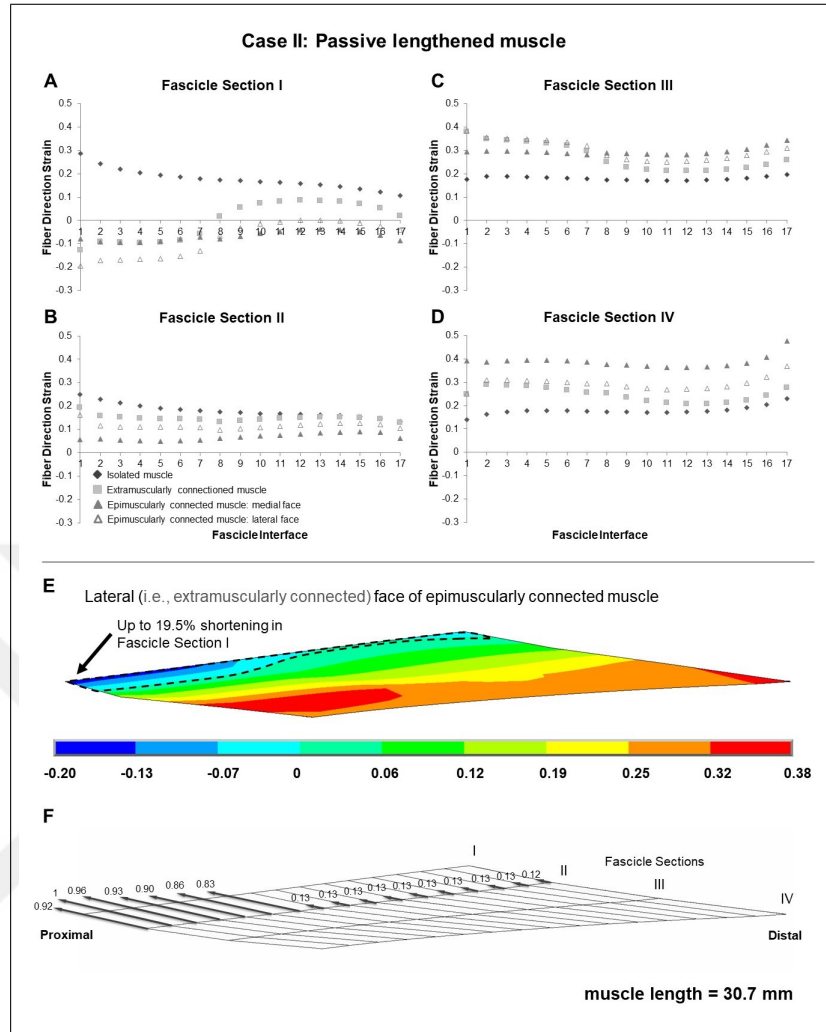 Case II: Passive lengthened muscle
A
Fascicle Section I
Fiber Direction Strain
0.5
0.4
0.3
0.2
0.1
0
-0.1
-0.2
-0.3
1 2 3 4 5 6 7 8 9 10 11 12 13 14 15 16 17
C
Fascicle Section III
Fiber Direction Strain
0.5
0.4
0.3
0.2
0.1
0
-0.1
-0.2
-0.3
1 2 3 4 5 6 7 8 9 10 11 12 13 14 15 16 17
B
Fascicle Section II
Fiber Direction Strain
0.5
0.4
0.3
0.2
0.1
0
-0.1
-0.2
-0.3
1 2 3 4 5 6 7 8 9 10 11 12 13 14 15 16 17
Isolated muscle
Extramuscularly connectioned muscle
Epimuscularly connected muscle: medial face
Epimuscularly connected muscle: lateral face
Fascicle Interface
D
Fascicle Section IV
Fiber Direction Strain
0.5
0.4
0.3
0.2
0.1
0
-0.1
-0.2
-0.3
1 2 3 4 5 6 7 8 9 10 11 12 13 14 15 16 17
Fascicle Interface
E
Lateral (i.e., extramuscularly connected) face of epimuscularly connected muscle
Up to 19.5% shortening in
Fascicle Section I
-0.20 -0.13 -0.07 0 0.06 0.12 0.19 0.25 0.32 0.38
F
I
II
Fascicle Sections
III
IV
0.92 1 0.96 0.93 0.90 0.86 0.83 0.13 0.13 0.13 0.13 0.13 0.13 0.13 0.13 0.12
Proximal
Distal
muscle length = 30.7 mm